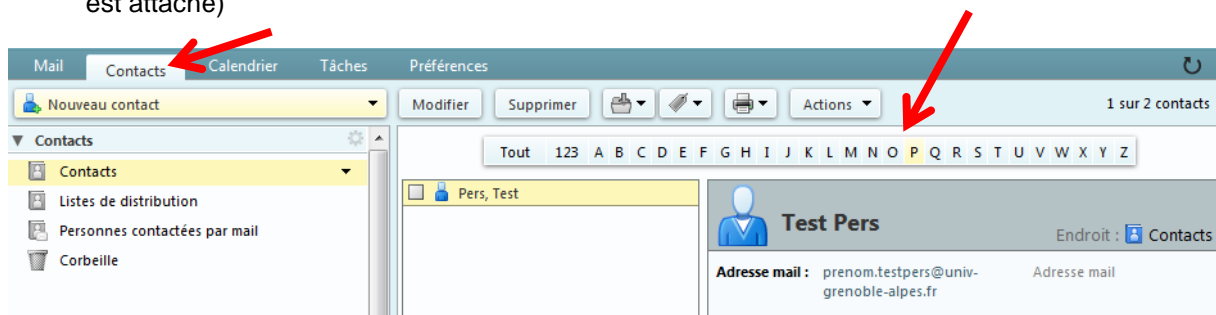 est attaché)
Mail Contacts Calendrier Tâches Préférences
Nouveau contact Modifier Supprimer Actions 1 sur 2 contacts
Contacts
Tout 123 A B C D E F G H I J K L M N O P Q R S T U V W X Y Z
Contacts
Listes de distribution
Personnes contactées par mail
Corbeille
Pers, Test
Test Pers
Endroit : Contacts
Adresse mail : prenom.testpers@univ- Adresse mail
grenoble-alpes.fr